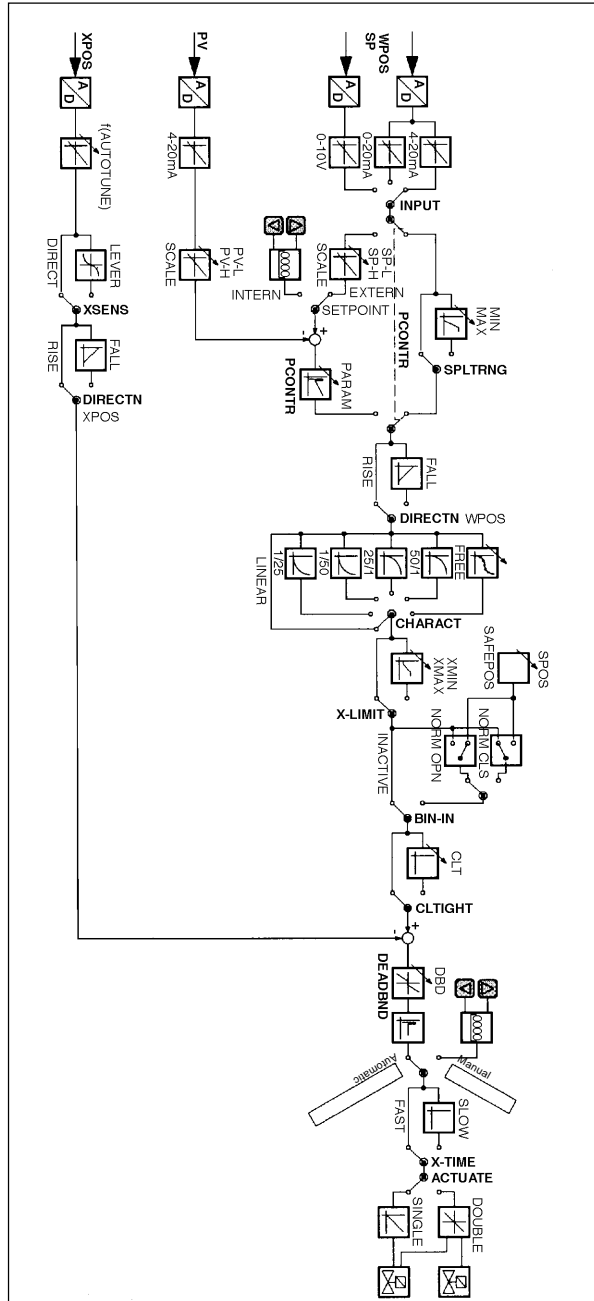 XPOS
PV
SP
WPOS
A
D
A
D
A
D
A
D
f(AUTOTUNE)
4-20mA
0-10V
0-20mA
4-20mA
INPUT
LEVER
DIRECT
XSENS
SCALE
PV-H
PV-L
INTERN
SCALE
SP-H
SP-L
EXTERN
SETPOINT
+
-
PCONTR
MIN
MAX
SPLTRNG
FALL
RISE
DIRECTN
XPOS
PCONTR
PARAM
FALL
RISE
DIRECTN WPOS
LINEAR
1/25
1/50
25/1
50/1
FREE
CHARACT
XMIN
XMAX
X-LIMIT
SAFEPOS
SPOS
NORM OPN
NORM CLS
INACTIVE
BIN-IN
CLT
CLTIGHT
+
-
DEADBND
DBD
Automatic
Manual
SLOW
FAST
X-TIME
ACTUATE
SINGLE
DOUBLE